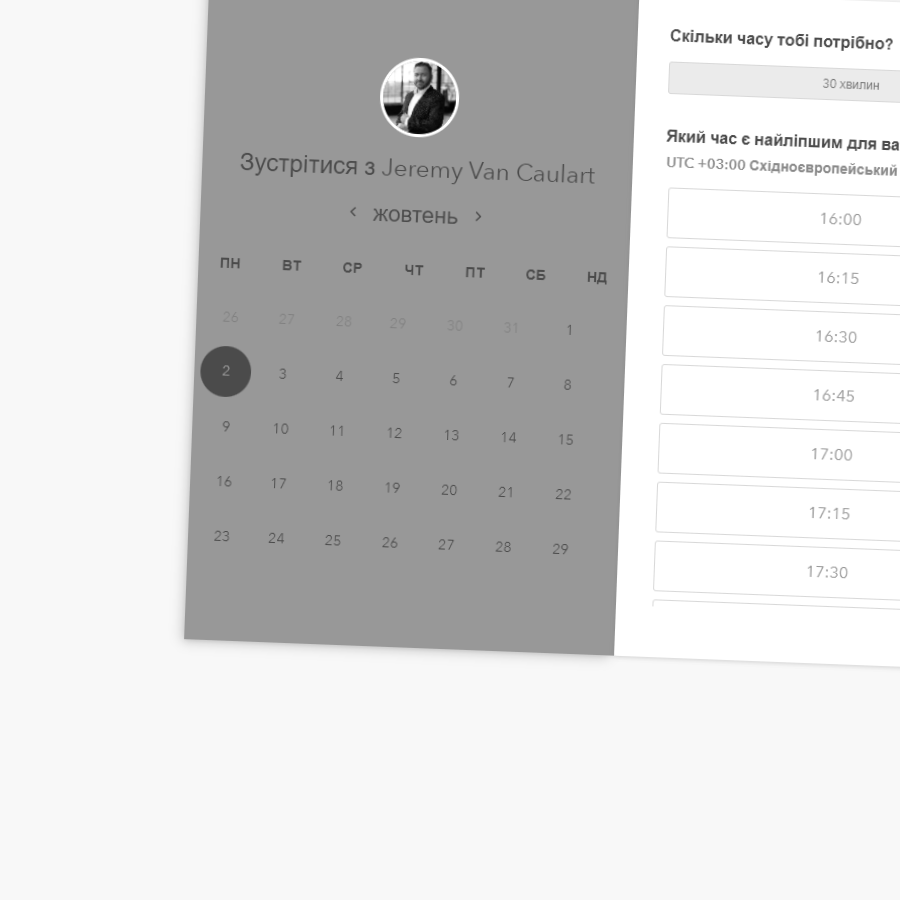 Зустрітися з Jeremy Van Caulart
‹ жовтень ›
ПН ВТ СР ЧТ ПТ СБ НД
26 27 28 29 30 31 1
2 3 4 5 6 7 8
9 10 11 12 13 14 15
16 17 18 19 20 21 22
23 24 25 26 27 28 29
Скільки часу тобі потрібно?
30 хвилин
Який час є найліпшим для ва
UTC +03:00 Східноєвропейський
16:00
16:15
16:30
16:45
17:00
17:15
17:30